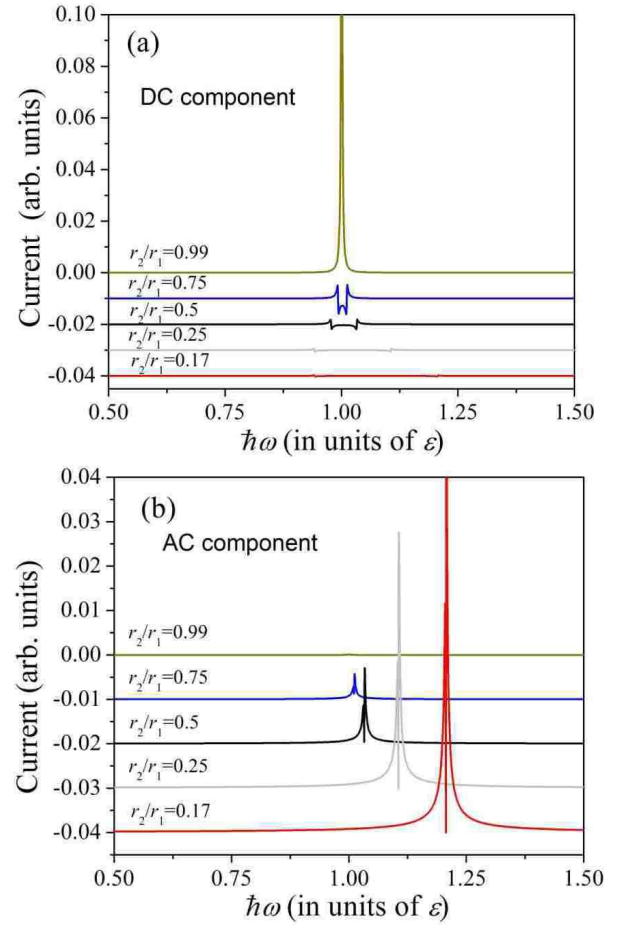 0.10
(a)
DC component
0.08
0.06
0.04
0.02
0.00
-0.02
-0.04
Current (arb. units)
r₂/r₁=0.99
r₂/r₁=0.75
r₂/r₁=0.5
r₂/r₁=0.25
r₂/r₁=0.17
0.50 0.75 1.00 1.25 1.50
ℏω (in units of ε)
0.04
(b)
AC component
0.03
0.02
0.01
0.00
-0.01
-0.02
-0.03
-0.04
Current (arb. units)
r₂/r₁=0.99
r₂/r₁=0.75
r₂/r₁=0.5
r₂/r₁=0.25
r₂/r₁=0.17
0.50 0.75 1.00 1.25 1.50
ℏω (in units of ε)